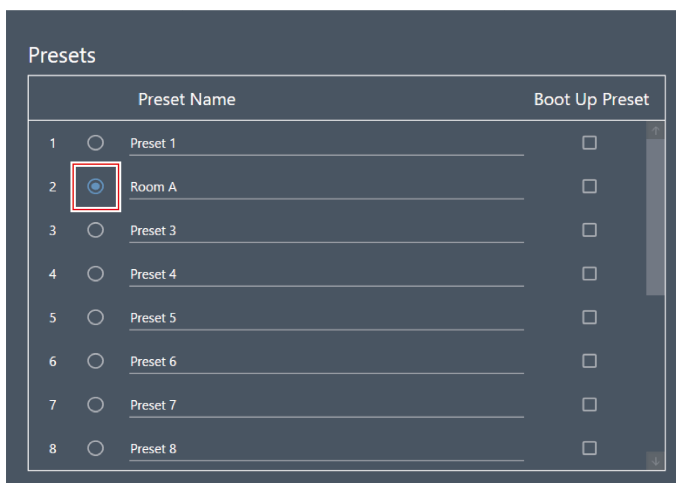 Presets
Preset Name Boot Up Preset
1 Preset 1
2 Room A
3 Preset 3
4 Preset 4
5 Preset 5
6 Preset 6
7 Preset 7
8 Preset 8